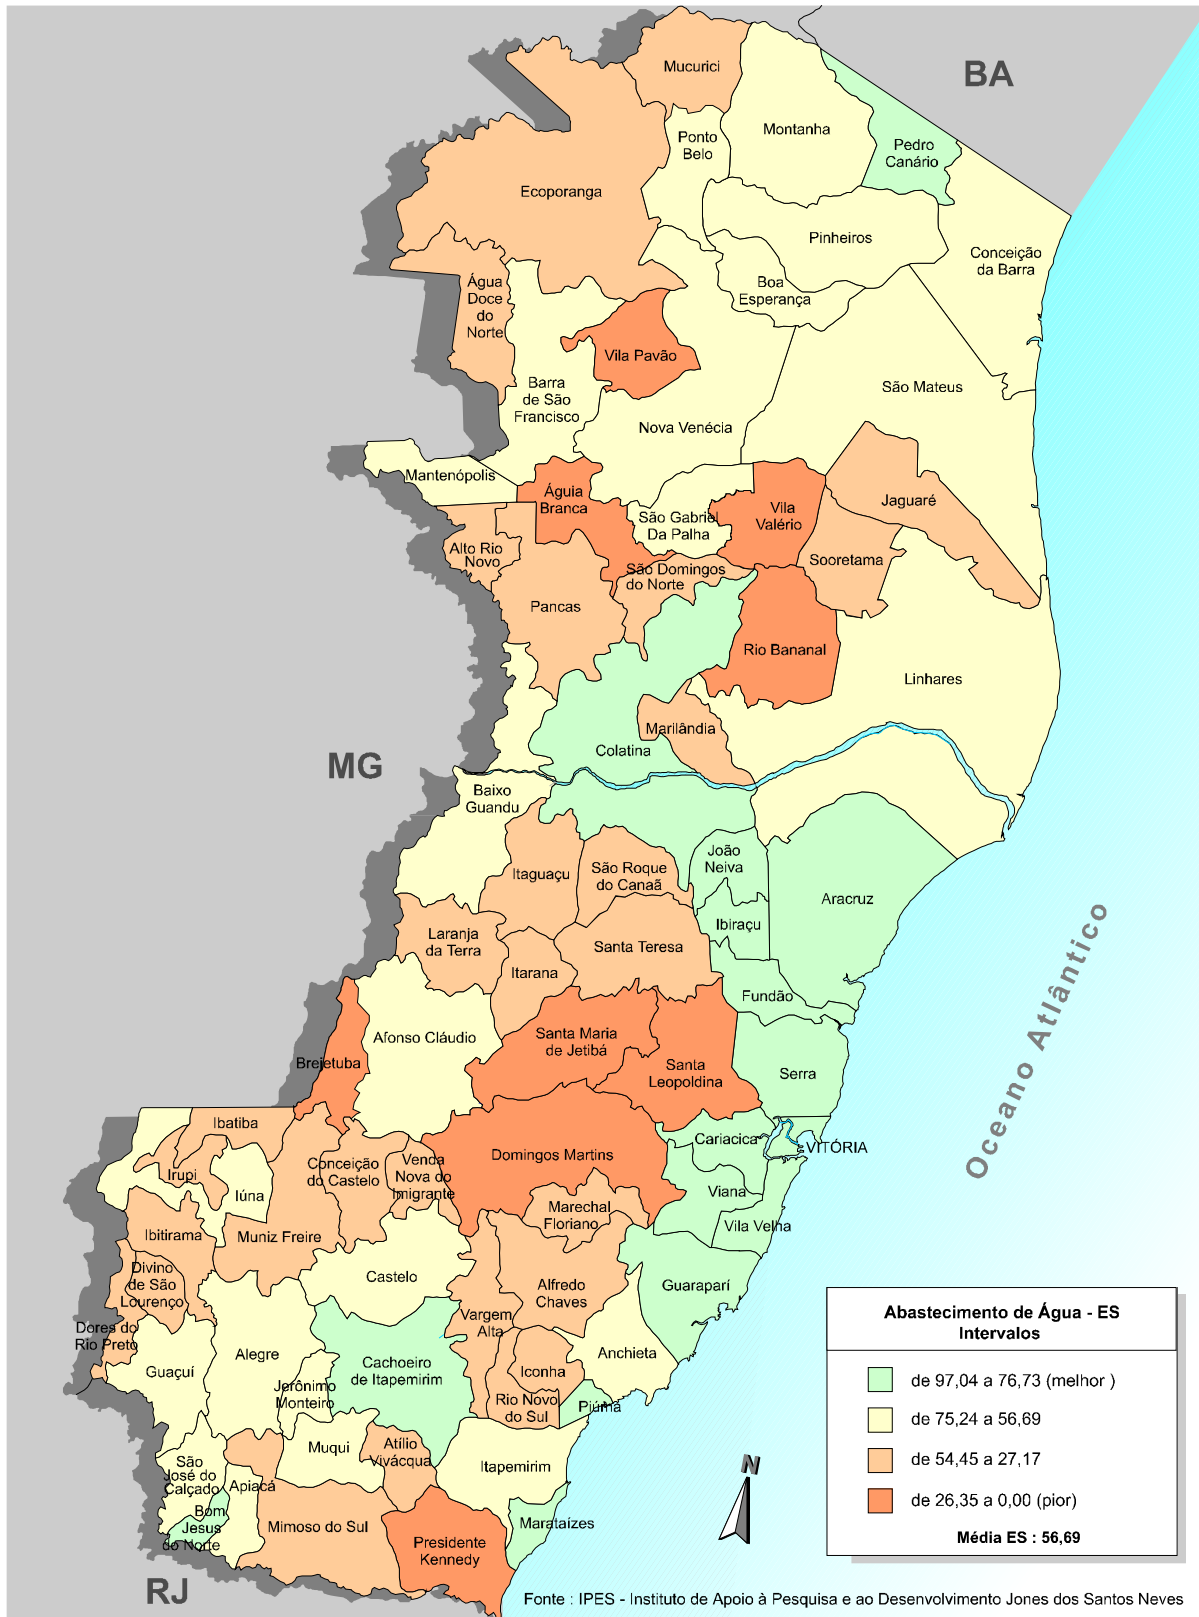 BA
Mucurici
Montanha
Ponto
Belo
Pedro
Canário
Ecoporanga
Pinheiros
Conceição
da Barra
Água
Doce
do
Norte
Boa
Esperança
Vila Pavão
Barra
de São
Francisco
São Mateus
Nova Venécia
Mantenópolis
Águia
Branca
Jaguaré
São Gabriel
Da Palha
Vila
Valério
Alto Rio
Novo
Sooretama
São Domingos
do Norte
Pancas
Rio Bananal
Linhares
Marilândia
Colatina
MG
Baixo
Guandu
João
Neiva
Itaguaçu
São Roque
do Canaã
Aracruz
Ibiraçu
Laranja
da Terra
Santa Teresa
Itarana
Fundão
Oceano Atlântico
Afonso Cláudio
Santa Maria
de Jetibá
Brejetuba
Santa
Leopoldina
Serra
Ibatiba
Cariacica
VITÓRIA
Domingos Martins
Conceição
do Castelo
Venda
Nova do
Imigrante
Irupi
Iúna
Viana
Marechal
Floriano
Vila Velha
Ibitirama
Muniz Freire
Divino
de São
Lourenço
Castelo
Alfredo
Chaves
Guaraparí
Vargem
Alta
Dores do
Rio Preto
Alegre
Anchieta
Guaçuí
Cachoeiro
de Itapemirim
Iconha
Jerônimo
Monteiro
Rio Novo
do Sul
Piúma
Muqui
Atílio
Vivácqua
São
José do
Calçado
Apiacá
Itapemirim
Bom
Jesus
do Norte
Mimoso do Sul
Marataízes
Presidente
Kennedy
RJ
N
Abastecimento de Água - ES
Intervalos
de 97,04 a 76,73 (melhor )
de 75,24 a 56,69
de 54,45 a 27,17
de 26,35 a 0,00 (pior)
Média ES : 56,69
Fonte : IPES - Instituto de Apoio à Pesquisa e ao Desenvolvimento Jones dos Santos Neves